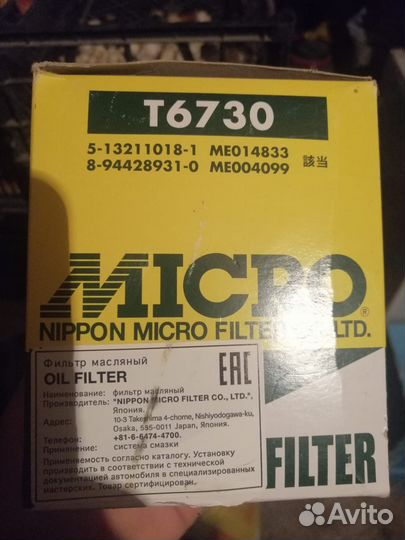 T6730
5-13211018-1 ME014833
8-94428931-0 ME004099 該当
MICRO®
NIPPON MICRO FILTER CO., LTD.
Фильтр масляный
OIL FILTER
EAC
Наименование: фильтр масляный
Производитель: "NIPPON MICRO FILTER CO., LTD.",
Япония.
Адрес: 10-3 Takejima 4-chome, Nishiyodogawa-ku,
Osaka, 555-0011 Japan, Япония.
Телефон: +81-6-6474-4700.
Применение: система смазки
Применяемость согласно каталогу. Установку
производить в соответствии с технической
документацией автомобиля в специализированных
мастерских. Товар сертифицирован.
FILTER
Avito